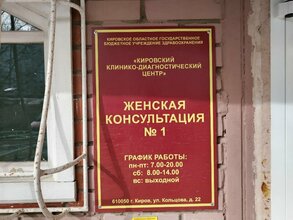 КИРОВСКОЕ ОБЛАСТНОЕ ГОСУДАРСТВЕННОЕ
БЮДЖЕТНОЕ УЧРЕЖДЕНИЕ ЗДРАВООХРАНЕНИЯ
«КИРОВСКИЙ
КЛИНИКО-ДИАГНОСТИЧЕСКИЙ
ЦЕНТР»
ЖЕНСКАЯ
КОНСУЛЬТАЦИЯ
№ 1
ГРАФИК РАБОТЫ:
пн-пт: 7.00-20.00
сб: 8.00-14.00
вс: выходной
610050 г. Киров, ул. Кольцова, д. 22